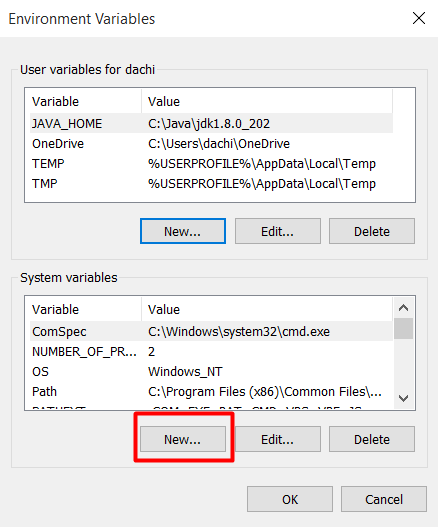 Environment Variables
User variables for dachi
Variable Value
JAVA_HOME C:\Java\jdk1.8.0_202
OneDrive C:\Users\dachi\OneDrive
TEMP %USERPROFILE%\AppData\Local\Temp
TMP %USERPROFILE%\AppData\Local\Temp
New... Edit... Delete
System variables
Variable Value
ComSpec C:\Windows\system32\cmd.exe
NUMBER_OF_PR... 2
OS Windows_NT
Path C:\Program Files (x86)\Common Files\...
New... Edit... Delete
OK Cancel